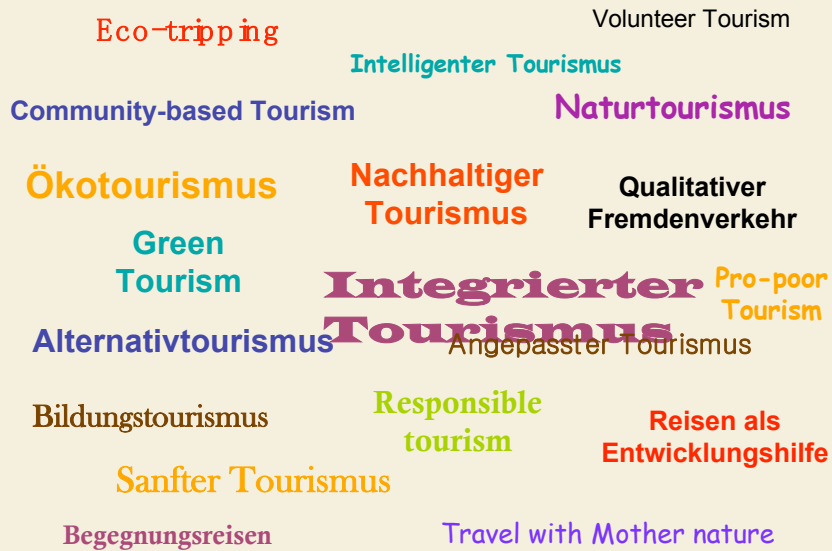 Volunteer Tourism
Eco-tripping
Intelligenter Tourismus
Community-based Tourism
Naturtourismus
Ökotourismus
Nachhaltiger
Tourismus
Qualitativer
Fremdenverkehr
Green
Tourism
Integrierter
Tourismus
Pro-poor
Tourism
Alternativtourismus
Angepasster Tourismus
Bildungstourismus
Responsible
tourism
Reisen als
Entwicklungshilfe
Sanfter Tourismus
Begegnungsreisen
Travel with Mother nature